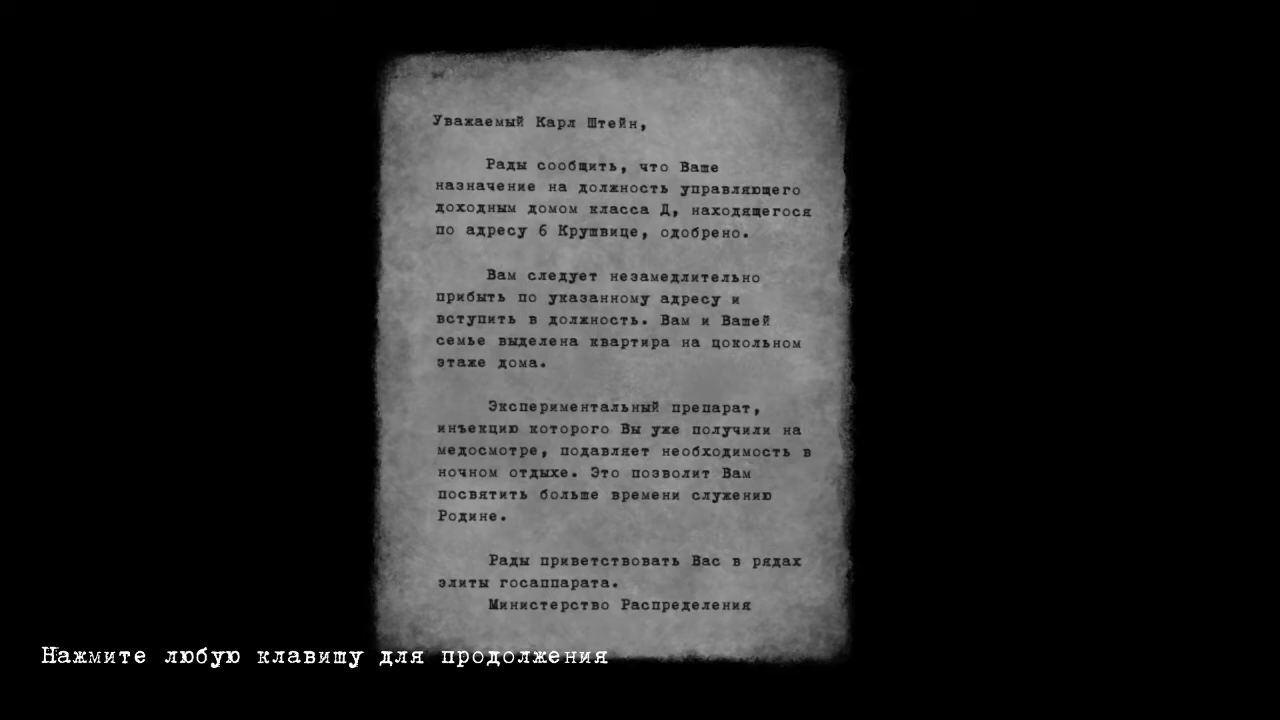 Уважаемый Карл Штейн,
Рады сообщить, что Ваше
назначение на должность управляющего
доходным домом класса Д, находящегося
по адресу 6 Крушвице, одобрено.
Вам следует незамедлительно
прибыть по указанному адресу и
вступить в должность. Вам и Вашей
семье выделена квартира на цокольном
этаже дома.
Экспериментальный препарат,
инъекцию которого Вы уже получили на
медосмотре, подавляет необходимость в
ночном отдыхе. Это позволит Вам
посвятить больше времени служению
Родине.
Рады приветствовать Вас в рядах
элиты госаппарата.
Министерство Распределения
Нажмите любую клавишу для продолжения